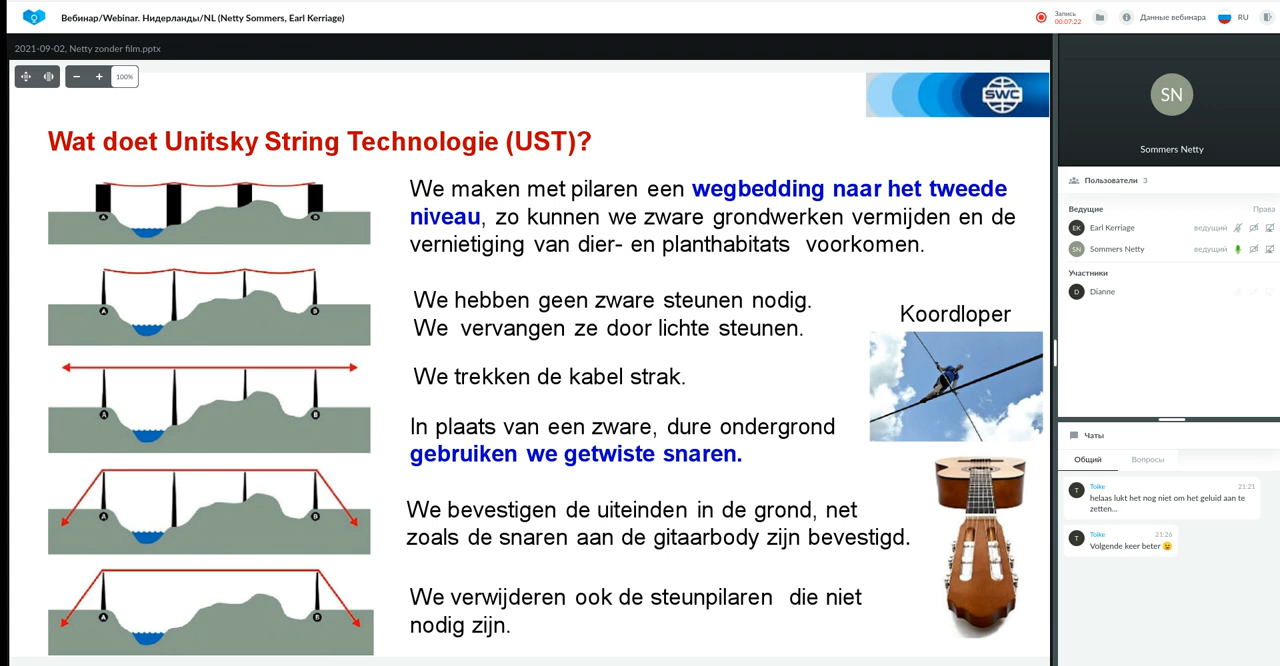 Вебинар/Webinar. Нидерланды/NL (Netty Sommers, Earl Kerriage)
Запись
00:07:22
Данные вебинара
RU
2021-09-02, Netty zonder film.pptx
100%
SWC
Wat doet Unitsky String Technologie (UST)?
We maken met pilaren een wegbedding naar het tweede
niveau, zo kunnen we zware grondwerken vermijden en de
vernietiging van dier- en planthabitats voorkomen.
A
B
We hebben geen zware steunen nodig.
We vervangen ze door lichte steunen.
A
B
Koordloper
We trekken de kabel strak.
A
B
In plaats van een zware, dure ondergrond
gebruiken we getwiste snaren.
We bevestigen de uiteinden in de grond, net
zoals de snaren aan de gitaarbody zijn bevestigd.
A
B
We verwijderen ook de steunpilaren die niet
nodig zijn.
A
B
SN
Sommers Netty
Пользователи 3
Ведущие Права
EK Earl Kerriage ведущий
SN Sommers Netty ведущий
Участники
D Dianne
Чаты
Общий Вопросы
T Toike 21:21
helaas lukt het nog niet om het geluid aan te
zetten...
T Toike 21:26
Volgende keer beter 😉